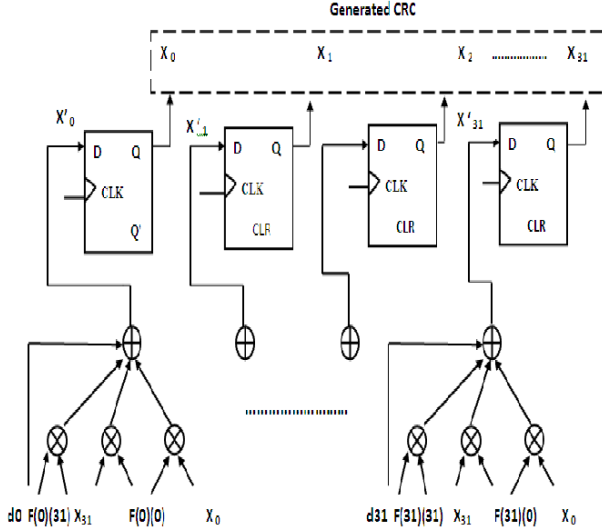 Generated CRC
X0 X1 X2 .................. X31
X'0 X'1 X'31
D Q D Q D Q D Q
CLK CLK CLK CLK
Q' CLR CLR CLR
..........................
d0 F(0)(31) X31 F(0)(0) X0 d31 F(31)(31) X31 F(31)(0) X0